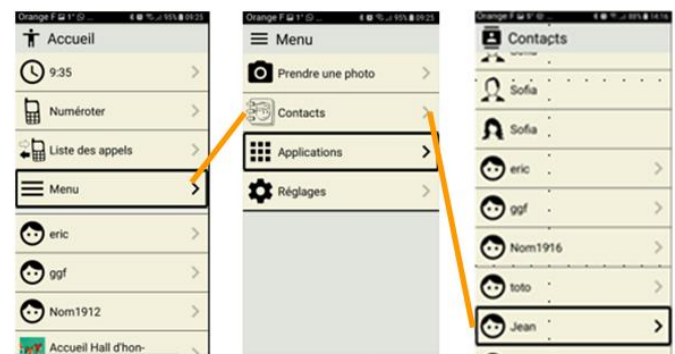 Orange F 95% 09:25
Accueil
9:35
Numéroter
Liste des appels
Menu
eric
ggf
Nom1912
Accueil Hall d'hon-
Orange F 95% 09:25
Menu
Prendre une photo
Contacts
Applications
Réglages
Orange F 14:16
Contacts
Sofia
Sofia
eric
ggf
Nom1916
toto
Jean